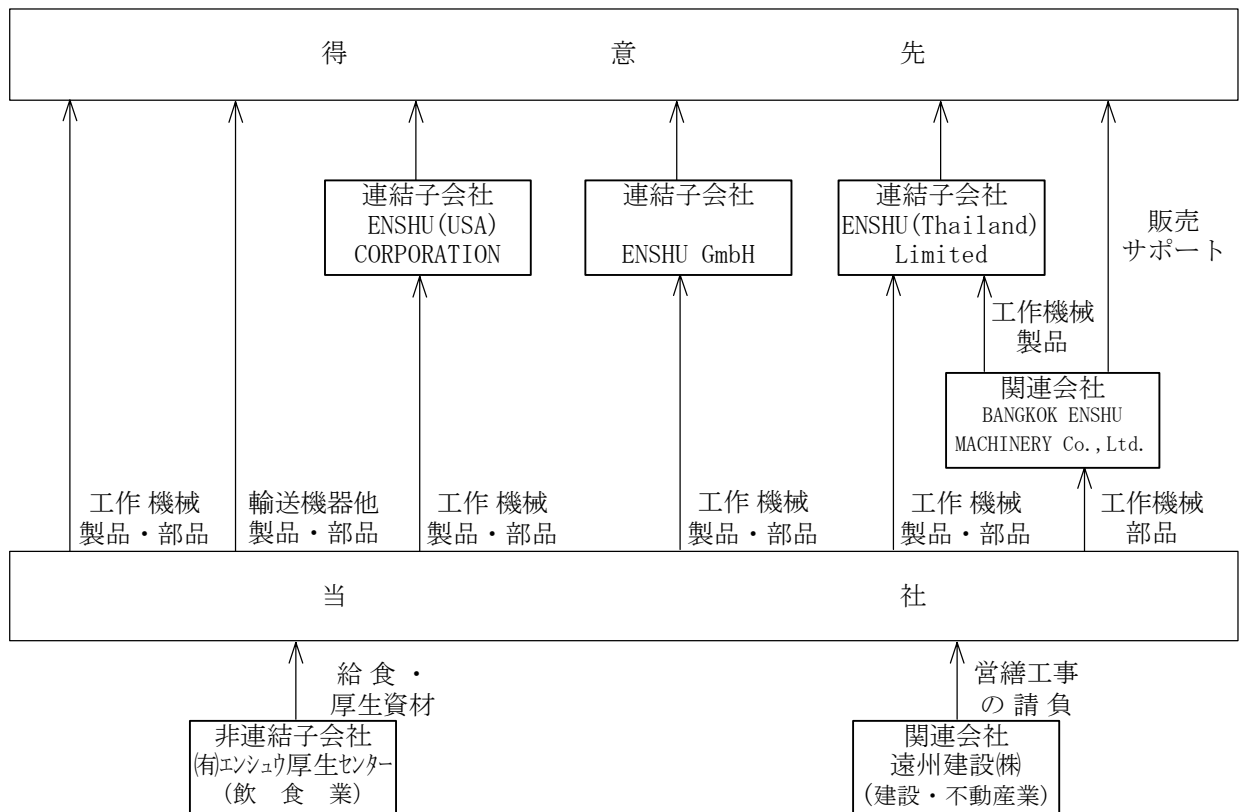 得意先
連結子会社
ENSHU(USA)
CORPORATION
連結子会社
ENSHU GmbH
連結子会社
ENSHU(Thailand)
Limited
販売
サポート
工作機械
製品
関連会社
BANGKOK ENSHU
MACHINERY Co.,Ltd.
工作機械
製品・部品
輸送機器他
製品・部品
工作機械
製品・部品
工作機械
製品・部品
工作機械
製品・部品
工作機械
部品
当社
給食・
厚生資材
営繕工事
の請負
非連結子会社
㈲エンシュウ厚生センター
(飲食業)
関連会社
遠州建設㈱
(建設・不動産業)